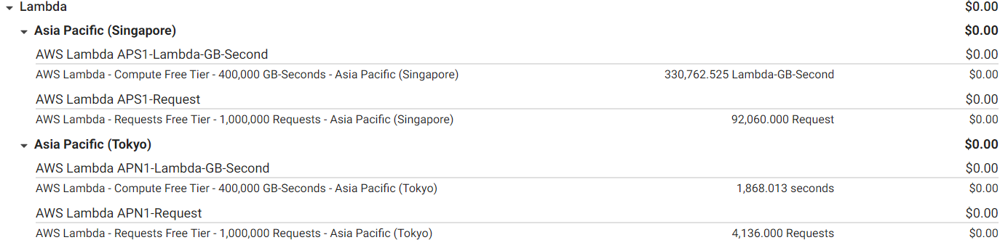 Lambda $0.00
Asia Pacific (Singapore) $0.00
AWS Lambda APS1-Lambda-GB-Second $0.00
AWS Lambda - Compute Free Tier - 400,000 GB-Seconds - Asia Pacific (Singapore) 330,762.525 Lambda-GB-Second $0.00
AWS Lambda APS1-Request $0.00
AWS Lambda - Requests Free Tier - 1,000,000 Requests - Asia Pacific (Singapore) 92,060.000 Request $0.00
Asia Pacific (Tokyo) $0.00
AWS Lambda APN1-Lambda-GB-Second $0.00
AWS Lambda - Compute Free Tier - 400,000 GB-Seconds - Asia Pacific (Tokyo) 1,868.013 seconds $0.00
AWS Lambda APN1-Request $0.00
AWS Lambda - Requests Free Tier - 1,000,000 Requests - Asia Pacific (Tokyo) 4,136.000 Requests $0.00